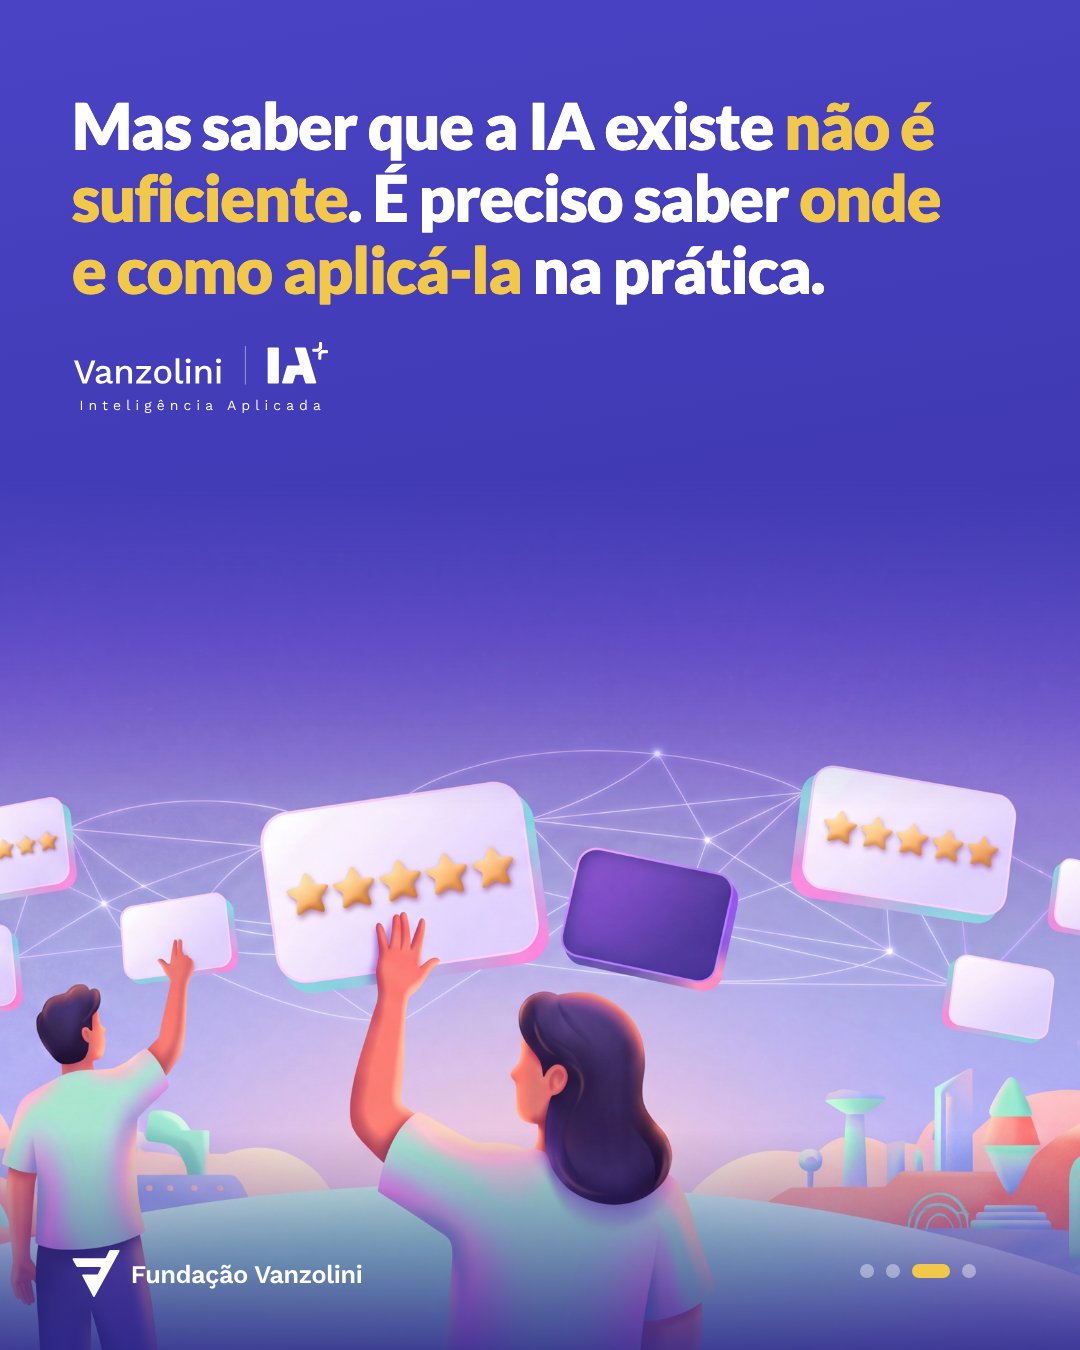 Mas saber que a IA existe não é
suficiente. É preciso saber onde
e como aplicá-la na prática.
Vanzolini IA+
Inteligência Aplicada
Fundação Vanzolini